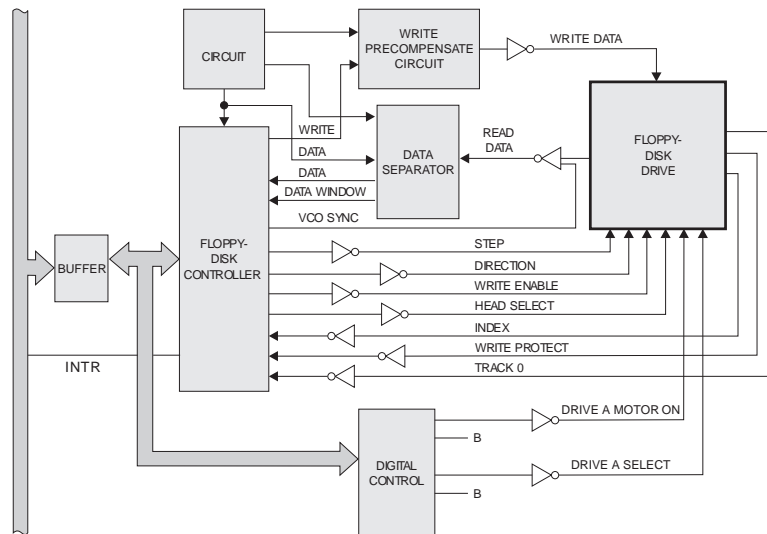 WRITE
PRECOMPENSATE
CIRCUIT
WRITE DATA
CIRCUIT
WRITE
DATA
DATA
DATA WINDOW
VCO SYNC
DATA
SEPARATOR
READ
DATA
FLOPPY-
DISK
DRIVE
BUFFER
FLOPPY-
DISK
CONTROLLER
STEP
DIRECTION
WRITE ENABLE
HEAD SELECT
INDEX
WRITE PROTECT
TRACK 0
INTR
DIGITAL
CONTROL
DRIVE A MOTOR ON
B
DRIVE A SELECT
B